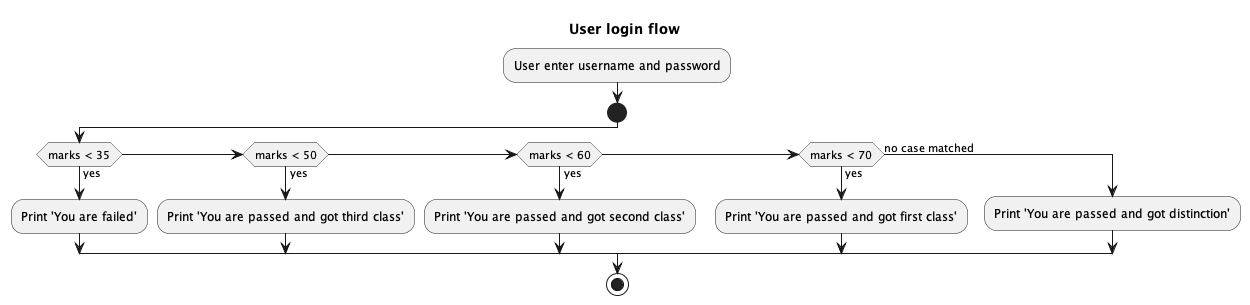 User login flow
User enter username and password
marks < 35
marks < 50
marks < 60
marks < 70
no case matched
yes
yes
yes
yes
Print 'You are failed'
Print 'You are passed and got third class'
Print 'You are passed and got second class'
Print 'You are passed and got first class'
Print 'You are passed and got distinction'